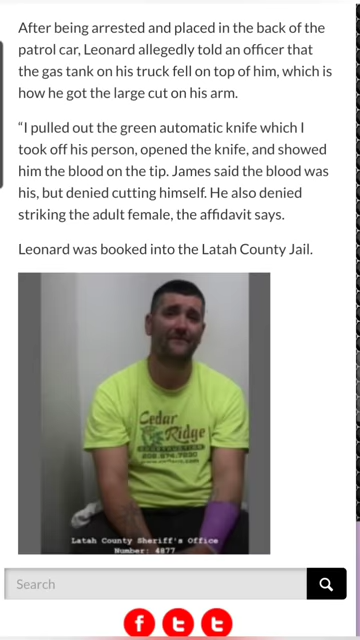 After being arrested and placed in the back of the
patrol car, Leonard allegedly told an officer that
the gas tank on his truck fell on top of him, which is
how he got the large cut on his arm.
“I pulled out the green automatic knife which I
took off his person, opened the knife, and showed
him the blood on the tip. James said the blood was
his, but denied cutting himself. He also denied
striking the adult female, the affidavit says.
Leonard was booked into the Latah County Jail.
Cedar
Ridge
CONSTRUCTION
Latah County Sheriff's Office
Number: 4877
Search